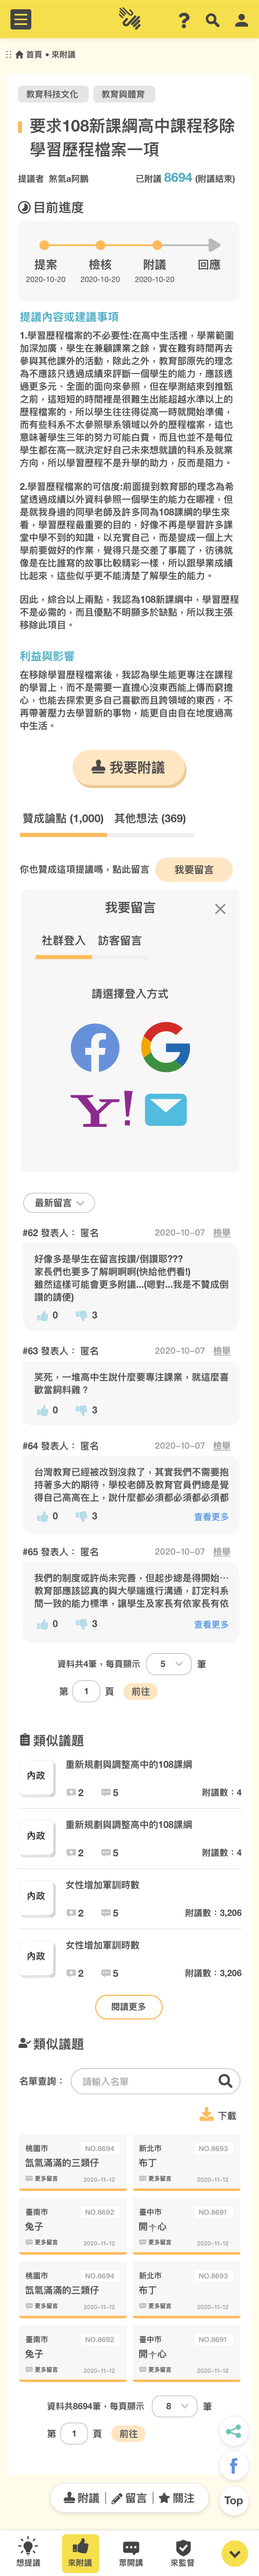 首頁 • 來附議
教育科技文化 教育與體育
要求108新課綱高中課程移除
學習歷程檔案一項
提議者 煞氣a阿鵬 已附議 8694 (附議結束)
目前進度
提案 檢核 附議 回應
2020-10-20 2020-10-20 2020-10-20
提議內容或建議事項
1.學習歷程檔案的不必要性:在高中生活裡，學業範圍
加深加廣，學生在兼顧課業之餘，實在難有時間再去
參與其他課外的活動，除此之外，教育部原先的理念
為不應該只透過成績來評斷一個學生的能力，應該透
過更多元、全面的面向來參照，但在學測結束到推甄
之前，這短短的時間裡是很難生出能超越水準以上的
歷程檔案的，所以學生往往得從高一時就開始準備，
而有些科系不太參照學系領域以外的歷程檔案，這也
意味著學生三年的努力可能白費，而且也並不是每位
學生都在高一就決定好自己未來想就讀的科系及就業
方向，所以學習歷程不是升學的助力，反而是阻力。
2.學習歷程檔案的可信度:前面提到教育部的理念為希
望透過成績以外資料參照一個學生的能力在哪裡，但
是就我身邊的同學老師及許多同為108課綱的學生來
看，學習歷程最重要的目的，好像不再是學習許多課
堂中學不到的知識，以充實自己，而是變成一個上大
學前要做好的作業，覺得只是交差了事罷了，彷彿就
像是在比誰寫的故事比較精彩一樣，所以跟學業成績
比起來，這些似乎更不能清楚了解學生的能力。
因此，綜合以上兩點，我認為108新課綱中，學習歷程
不是必需的，而且優點不明顯多於缺點，所以我主張
移除此項目。
利益與影響
在移除學習歷程檔案後，我認為學生能更專注在課程
的學習上，而不是需要一直擔心沒東西能上傳而窮擔
心，也能去探索更多自己喜歡而且跨領域的東西，不
再帶著壓力去學習新的事物，能更自由自在地度過高
中生活。
我要附議
贊成論點 (1,000) 其他想法 (369)
你也贊成這項提議嗎，點此留言 我要留言
我要留言
社群登入 訪客留言
請選擇登入方式
Y!
最新留言
#62 發表人： 匿名 2020-10-07 檢舉
好像多是學生在留言按讚/倒讚耶???
家長們也要多了解啊啊啊(快給他們看!)
雖然這樣可能會更多附議...(嗯對...我是不贊成倒
讚的請便)
0 3
#63 發表人： 匿名 2020-10-07 檢舉
笑死，一堆高中生說什麼要專注課業，就這麼喜
歡當飼料雞？
0 3
#64 發表人： 匿名 2020-10-07 檢舉
台灣教育已經被改到沒救了，其實我們不需要抱
持著多大的期待，學校老師及教育官員們總是覺
得自己高高在上，說什麼都必須都必須都必須都
0 3 查看更多
#65 發表人： 匿名 2020-10-07 檢舉
我們的制度或許尚未完善，但起步總是得開始⋯
教育部應該認真的與大學端進行溝通，訂定科系
間一致的能力標準，讓學生及家長有依家長有依
0 3 查看更多
資料共4筆，每頁顯示 5 筆
第 1 頁 前往
類似議題
內政 重新規劃與調整高中的108課綱
2 5 附議數：4
內政 重新規劃與調整高中的108課綱
2 5 附議數：4
內政 女性增加軍訓時數
2 5 附議數：3,206
內政 女性增加軍訓時數
2 5 附議數：3,206
閱讀更多
類似議題
名單查詢： 請輸入名單
下載
桃園市 NO.8694 新北市 NO.8693
氙氣滿滿的三類仔 布丁
更多留言 2020-11-12 更多留言 2020-11-12
臺南市 NO.8692 臺中市 NO.8691
兔子 開┼心
更多留言 2020-11-12 更多留言 2020-11-12
桃園市 NO.8694 新北市 NO.8693
氙氣滿滿的三類仔 布丁
更多留言 2020-11-12 更多留言 2020-11-12
臺南市 NO.8692 臺中市 NO.8691
兔子 開┼心
更多留言 2020-11-12 更多留言 2020-11-12
資料共8694筆，每頁顯示 8 筆
第 1 頁 前往
Top
附議 留言 關注
想提議 來附議 眾開講 來監督